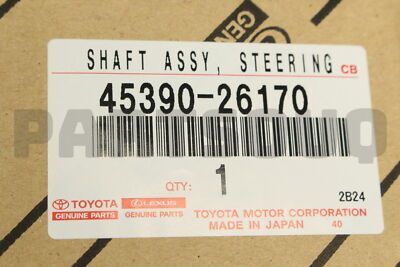 SHAFT ASSY, STEERING CB
45390-26170
QTY: 1
2B24
TOYOTA LEXUS
GENUINE PARTS GENUINE PARTS
TOYOTA MOTOR CORPORATION
MADE IN JAPAN 40